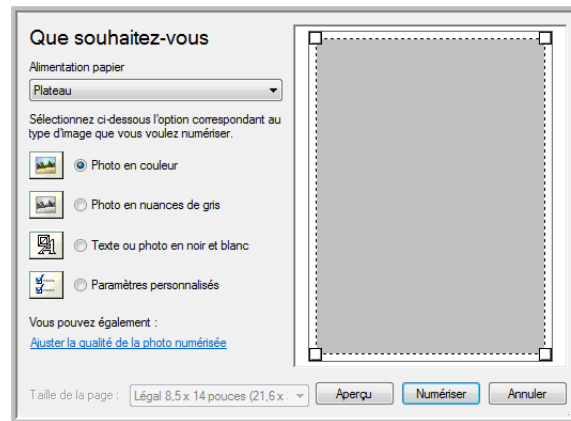 Que souhaitez-vous
Alimentation papier
Plateau
Sélectionnez ci-dessous l'option correspondant au
type d'image que vous voulez numériser.
Photo en couleur
Photo en nuances de gris
Texte ou photo en noir et blanc
Paramètres personnalisés
Vous pouvez également :
Ajuster la qualité de la photo numérisée
Taille de la page : Légal 8,5 x 14 pouces (21,6 x Aperçu Numériser Annuler